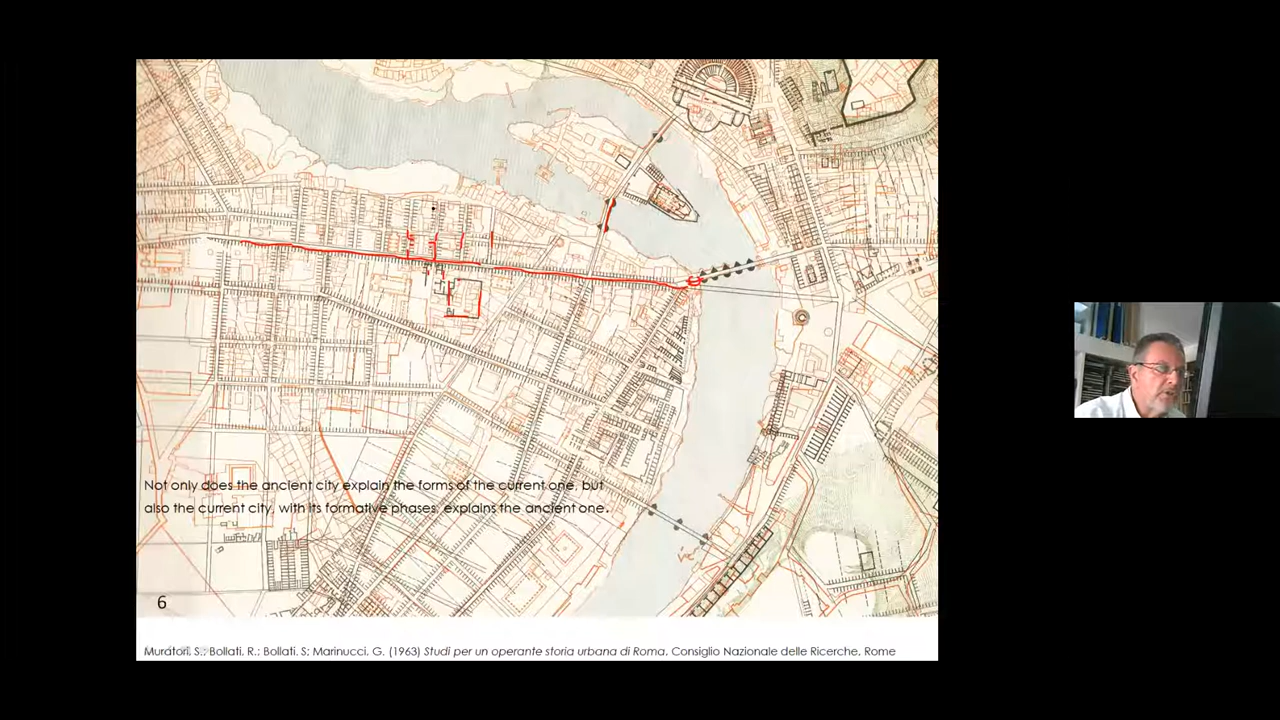 Not only does the ancient city explain the forms of the current one, but
also the current city, with its formative phases, explains the ancient one.
6
Muratori, S., Bollati, R.; Bollati, S; Marinucci, G. (1963) Studi per un operante storia urbana di Roma, Consiglio Nazionale delle Ricerche, Rome